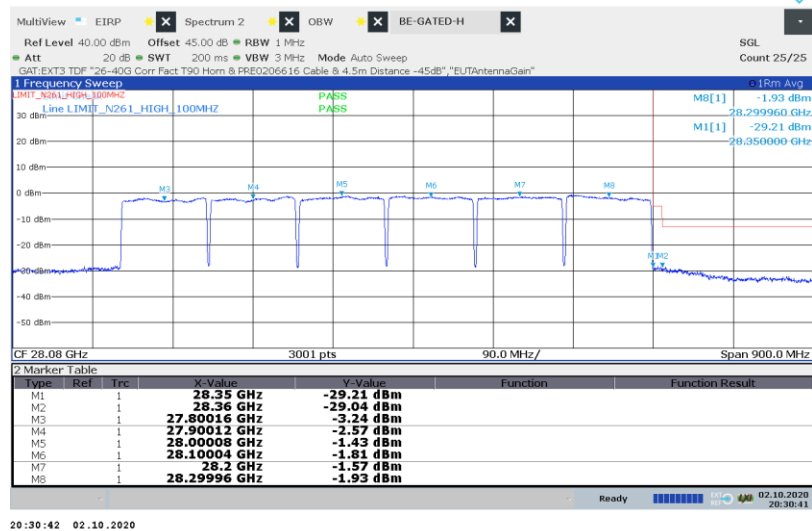 MultiView EIRP Spectrum 2 OBW BE-GATED-H
Ref Level 40.00 dBm Offset 45.00 dB RBW 1 MHz SGL
Att 20 dB SWT 200 ms VBW 3 MHz Mode Auto Sweep Count 25/25
GAT:EXT3 TDF "26-40G Corr Fact T90 Horn & PRE0206616 Cable & 4.5m Distance -45dB","EUTAntennaGain"
1 Frequency Sweep 1Rm Avg
LIMIT_N261_HIGH_100MHZ PASS M8[1] -1.93 dBm
Line LIMIT_N261_HIGH_100MHZ PASS 28.299960 GHz
30 dBm
M1[1] -29.21 dBm
28.350000 GHz
20 dBm
10 dBm
M3 M4 M5 M6 M7 M8
0 dBm
-10 dBm
-20 dBm
M1 M2
-30 dBm
-40 dBm
-50 dBm
CF 28.08 GHz 3001 pts 90.0 MHz/ Span 900.0 MHz
2 Marker Table
Type Ref Trc X-Value Y-Value Function Function Result
M1 1 28.35 GHz -29.21 dBm
M2 1 28.36 GHz -29.04 dBm
M3 1 27.80016 GHz -3.24 dBm
M4 1 27.90012 GHz -2.57 dBm
M5 1 28.00008 GHz -1.43 dBm
M6 1 28.10004 GHz -1.81 dBm
M7 1 28.2 GHz -1.57 dBm
M8 1 28.29996 GHz -1.93 dBm
Ready EXT REF 02.10.2020
20:30:41
20:30:42 02.10.2020